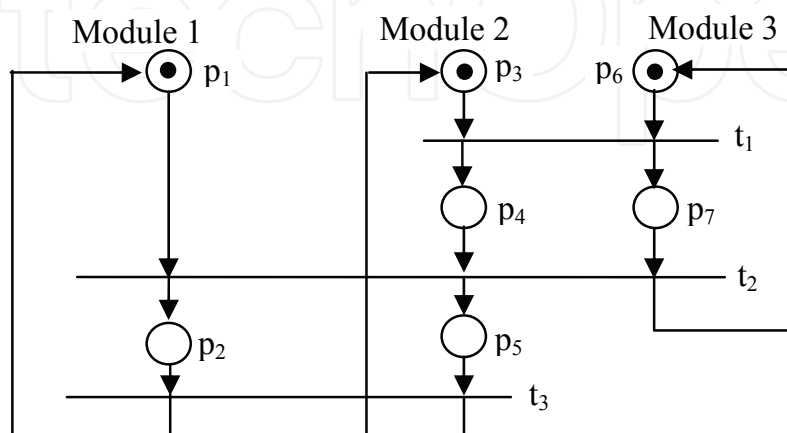 Module 1 Module 2 Module 3
p₁ p₃ p₆
t₁
p₄ p₇
t₂
p₂ p₅
t₃